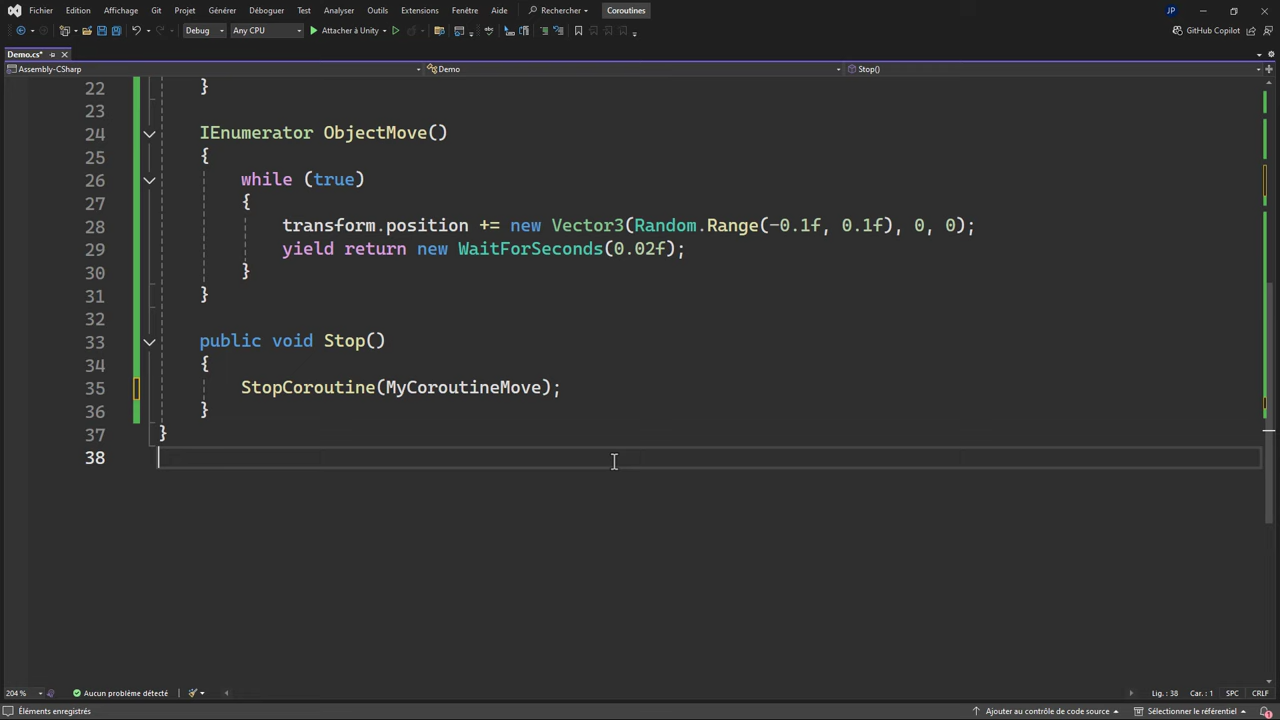 Fichier Edition Affichage Git Projet Générer Déboguer Test Analyser Outils Extensions Fenêtre Aide Rechercher Coroutines JP
Debug Any CPU Attacher à Unity GitHub Copilot
Demo.cs*
Assembly-CSharp Demo Stop()
22 }
23
24 IEnumerator ObjectMove()
25 {
26 while (true)
27 {
28 transform.position += new Vector3(Random.Range(-0.1f, 0.1f), 0, 0);
29 yield return new WaitForSeconds(0.02f);
30 }
31 }
32
33 public void Stop()
34 {
35 StopCoroutine(MyCoroutineMove);
36 }
37 }
38
204 % Aucun problème détecté Lig. : 38 Car. : 1 SPC CRLF
Éléments enregistrés Ajouter au contrôle de code source Sélectionner le référentiel